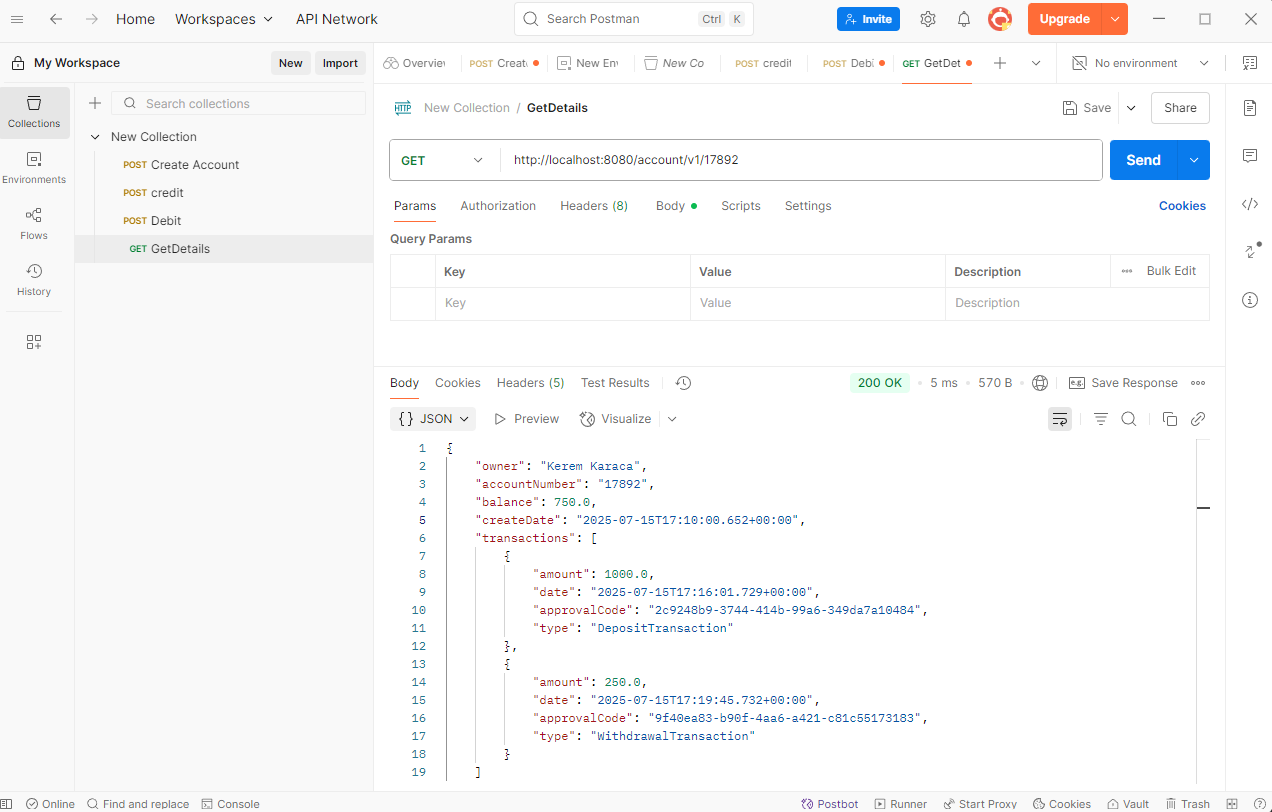 Home Workspaces API Network Search Postman Ctrl K Invite Upgrade
My Workspace New Import Overview POST Create New Env New Co POST credit POST Debi GET GetDet No environment
Collections
Search collections
New Collection
POST Create Account
POST credit
POST Debit
GET GetDetails
Environments
Flows
History
HTTP New Collection / GetDetails Save Share
GET http://localhost:8080/account/v1/17892 Send
Params Authorization Headers (8) Body Scripts Settings Cookies
Query Params
Key Value Description Bulk Edit
Key Value Description
Body Cookies Headers (5) Test Results 200 OK 5 ms 570 B e.g. Save Response
{} JSON Preview Visualize
1 {
2 "owner": "Kerem Karaca",
3 "accountNumber": "17892",
4 "balance": 750.0,
5 "createDate": "2025-07-15T17:10:00.652+00:00",
6 "transactions": [
7 {
8 "amount": 1000.0,
9 "date": "2025-07-15T17:16:01.729+00:00",
10 "approvalCode": "2c9248b9-3744-414b-99a6-349da7a10484",
11 "type": "DepositTransaction"
12 },
13 {
14 "amount": 250.0,
15 "date": "2025-07-15T17:19:45.732+00:00",
16 "approvalCode": "9f40ea83-b90f-4aa6-a421-c81c55173183",
17 "type": "WithdrawalTransaction"
18 }
19 ]
Online Find and replace Console Postbot Runner Start Proxy Cookies Vault Trash